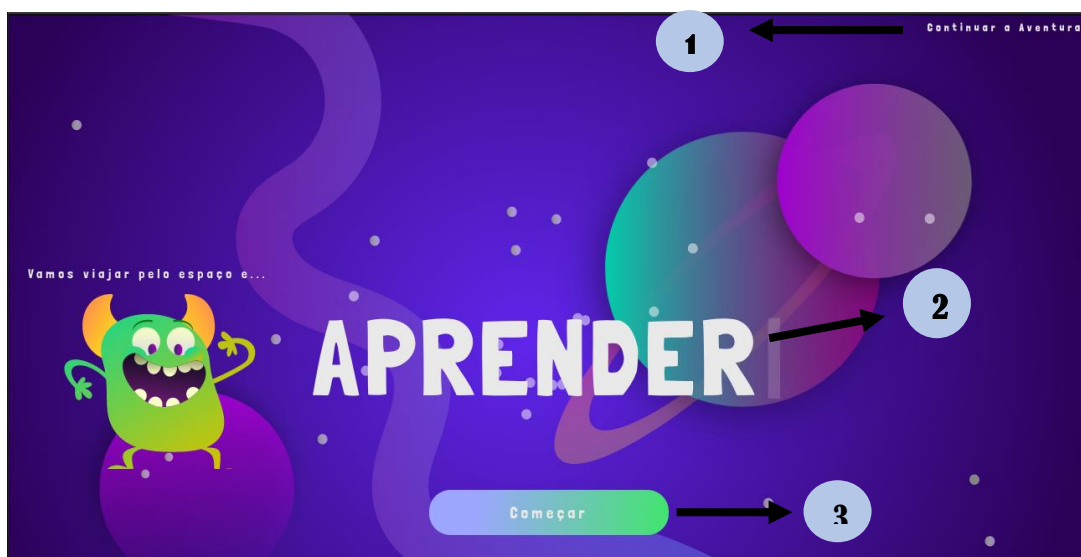 1
Continuar a Aventura
Vamos viajar pelo espaço e...
2
APRENDER
Começar
3